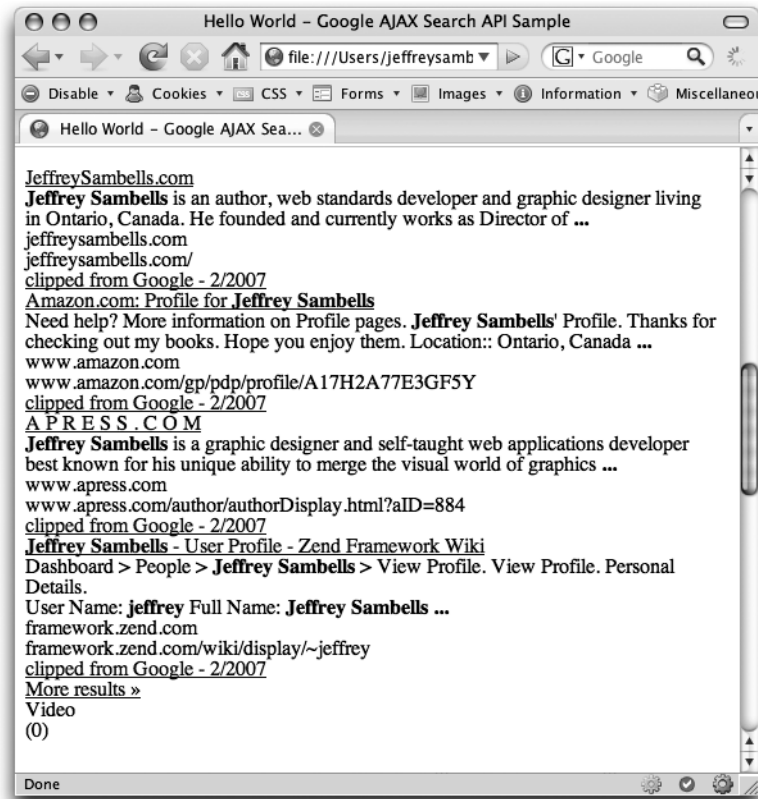 Hello World – Google AJAX Search API Sample
file:///Users/jeffreysamb
G Google
Disable Cookies CSS Forms Images Information Miscellaneou
Hello World – Google AJAX Sea...
JeffreySambells.com
Jeffrey Sambells is an author, web standards developer and graphic designer living
in Ontario, Canada. He founded and currently works as Director of ...
jeffreysambells.com
jeffreysambells.com/
clipped from Google - 2/2007
Amazon.com: Profile for Jeffrey Sambells
Need help? More information on Profile pages. Jeffrey Sambells' Profile. Thanks for
checking out my books. Hope you enjoy them. Location:: Ontario, Canada ...
www.amazon.com
www.amazon.com/gp/pdp/profile/A17H2A77E3GF5Y
clipped from Google - 2/2007
A P R E S S . C O M
Jeffrey Sambells is a graphic designer and self-taught web applications developer
best known for his unique ability to merge the visual world of graphics ...
www.apress.com
www.apress.com/author/authorDisplay.html?aID=884
clipped from Google - 2/2007
Jeffrey Sambells - User Profile - Zend Framework Wiki
Dashboard > People > Jeffrey Sambells > View Profile. View Profile. Personal
Details.
User Name: jeffrey Full Name: Jeffrey Sambells ...
framework.zend.com
framework.zend.com/wiki/display/~jeffrey
clipped from Google - 2/2007
More results »
Video
(0)
Done